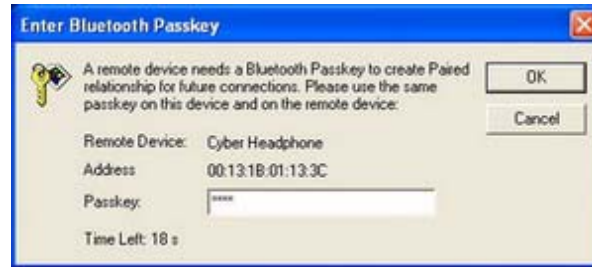 Enter Bluetooth Passkey
A remote device needs a Bluetooth Passkey to create Paired
relationship for future connections. Please use the same
passkey on this device and on the remote device:
OK
Cancel
Remote Device: Cyber Headphone
Address 00:13:1B:01:13:3C
Passkey: ****
Time Left: 18 s